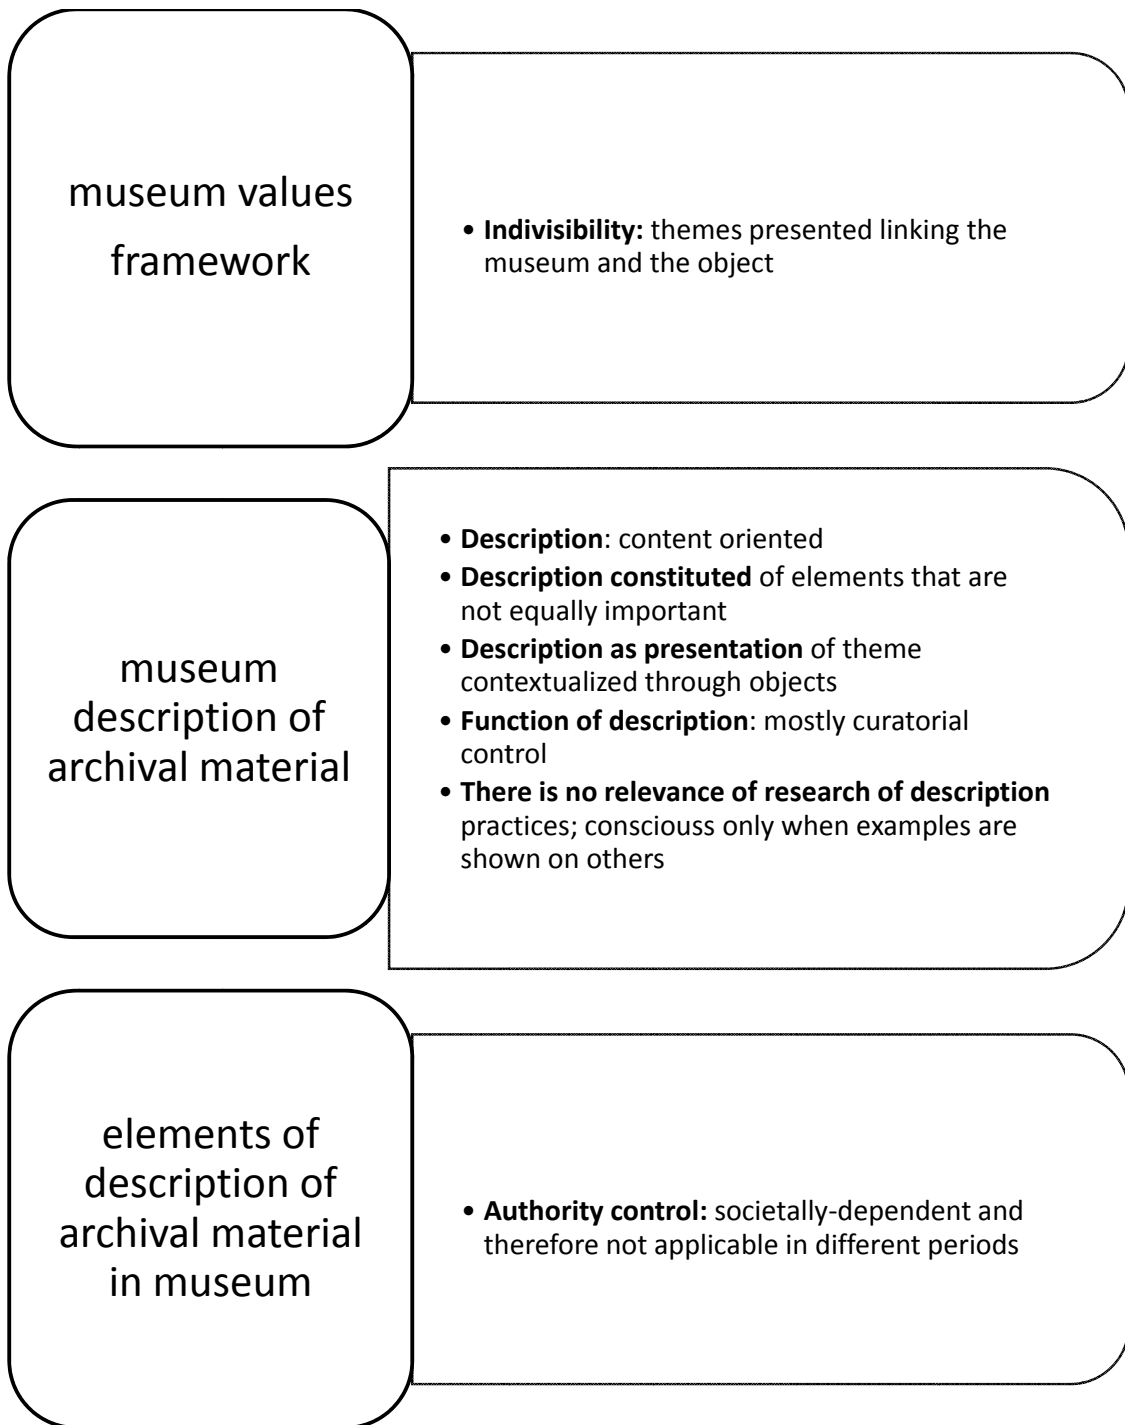 museum values
framework
• Indivisibility: themes presented linking the
museum and the object
museum
description of
archival material
• Description: content oriented
• Description constituted of elements that are
not equally important
• Description as presentation of theme
contextualized through objects
• Function of description: mostly curatorial
control
• There is no relevance of research of description
practices; consciouss only when examples are
shown on others
elements of
description of
archival material
in museum
• Authority control: societally-dependent and
therefore not applicable in different periods